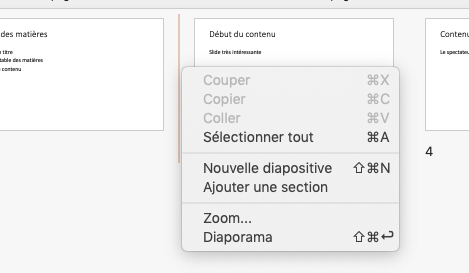 des matières
titre
table des matières
contenu
Début du contenu
Slide très intéressante
Conten
Le spectateu
Couper ⌘X
Copier ⌘C
Coller ⌘V
Sélectionner tout ⌘A
4
Nouvelle diapositive ⇧⌘N
Ajouter une section
Zoom...
Diaporama ⇧⌘↩